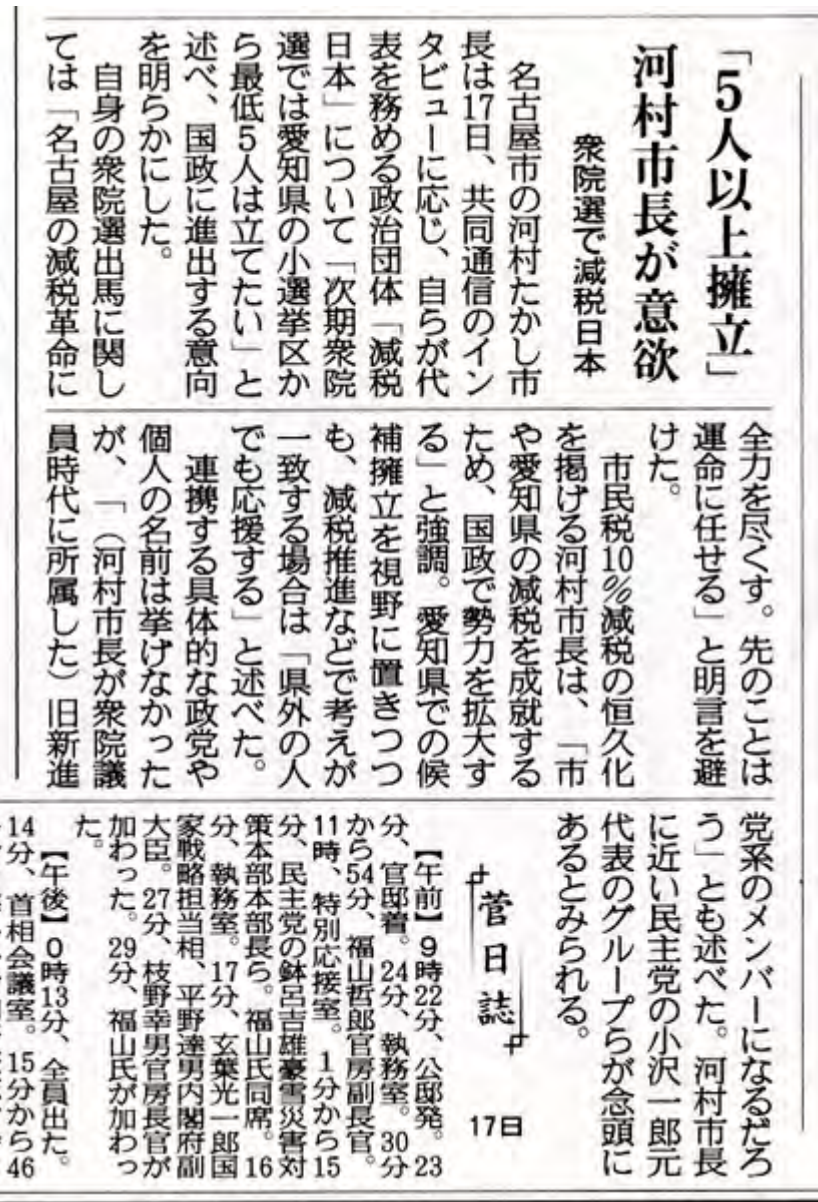 「5人以上擁立」
河村市長が意欲
衆院選で減税日本
名古屋市の河村たかし市
長は17日、共同通信のイン
タビューに応じ、自らが代
表を務める政治団体「減税
日本」について「次期衆院
選では愛知県の小選挙区か
ら最低5人は立てたい」と
述べ、国政に進出する意向
を明らかにした。
自身の衆院選出馬に関し
ては「名古屋の減税革命に
全力を尽くす。先のことは
運命に任せる」と明言を避
けた。
市民税10%減税の恒久化
を掲げる河村市長は、「市
や愛知県の減税を成就する
ため、国政で勢力を拡大す
る」と強調。愛知県での候
補擁立を視野に置きつつ
も、減税推進などで考えが
一致する場合は「県外の人
でも応援する」と述べた。
連携する具体的な政党や
個人の名前は挙げなかった
が、「(河村市長が衆院議
員時代に所属した)旧新進
党系のメンバーになるだろ
う」とも述べた。河村市長
に近い民主党の小沢一郎元
代表のグループらが念頭に
あるとみられる。
菅日誌
17日
【午前】9時22分、公邸発。23
分、官邸着。24分、執務室。30分
から54分、福山哲郎官房副長官。
11時、特別応接室。1分から15
分、民主党の鉢呂吉雄豪雪災害対
策本部本部長ら。福山氏同席。16
分、執務室。17分、玄葉光一郎国
家戦略担当相、平野達男内閣府副
大臣。27分、枝野幸男官房長官が
加わった。29分、福山氏が加わっ
た。
【午後】0時13分、全員出た。
14分、首相会議室。15分から46